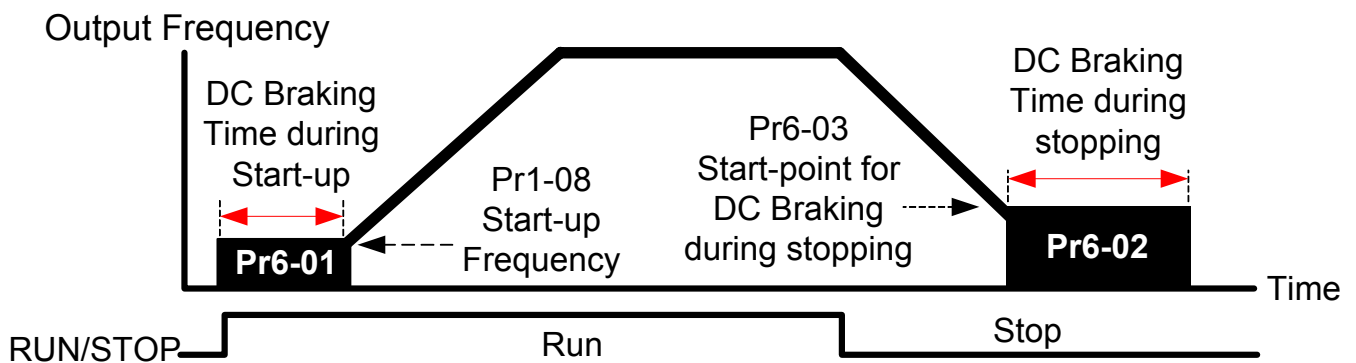 Output Frequency
DC Braking
Time during
Start-up
Pr6-01
Pr1-08
Start-up
Frequency
Pr6-03
Start-point for
DC Braking
during stopping
DC Braking
Time during
stopping
Pr6-02
Time
RUN/STOP
Run
Stop